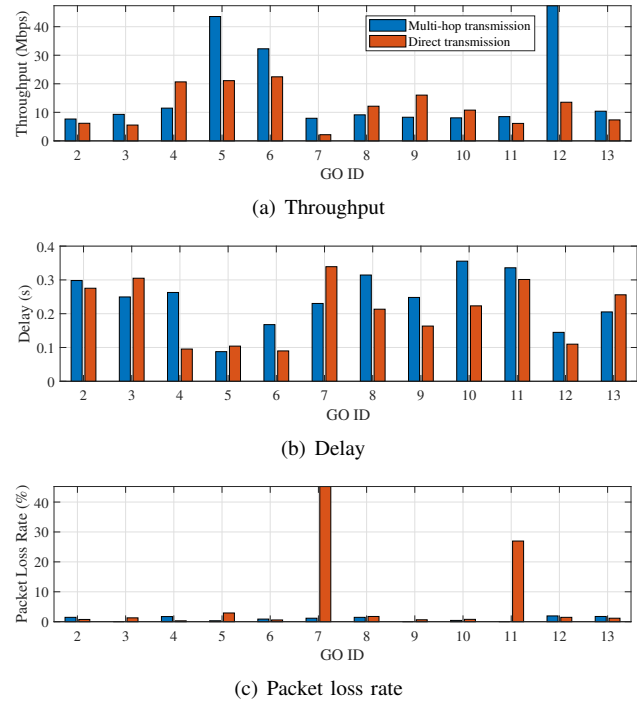 Throughput (Mbps)
40
30
20
10
0
Multi-hop transmission
Direct transmission
2 3 4 5 6 7 8 9 10 11 12 13
GO ID
(a) Throughput
Delay (s)
0.4
0.3
0.2
0.1
0
2 3 4 5 6 7 8 9 10 11 12 13
GO ID
(b) Delay
Packet Loss Rate (%)
40
30
20
10
0
2 3 4 5 6 7 8 9 10 11 12 13
GO ID
(c) Packet loss rate